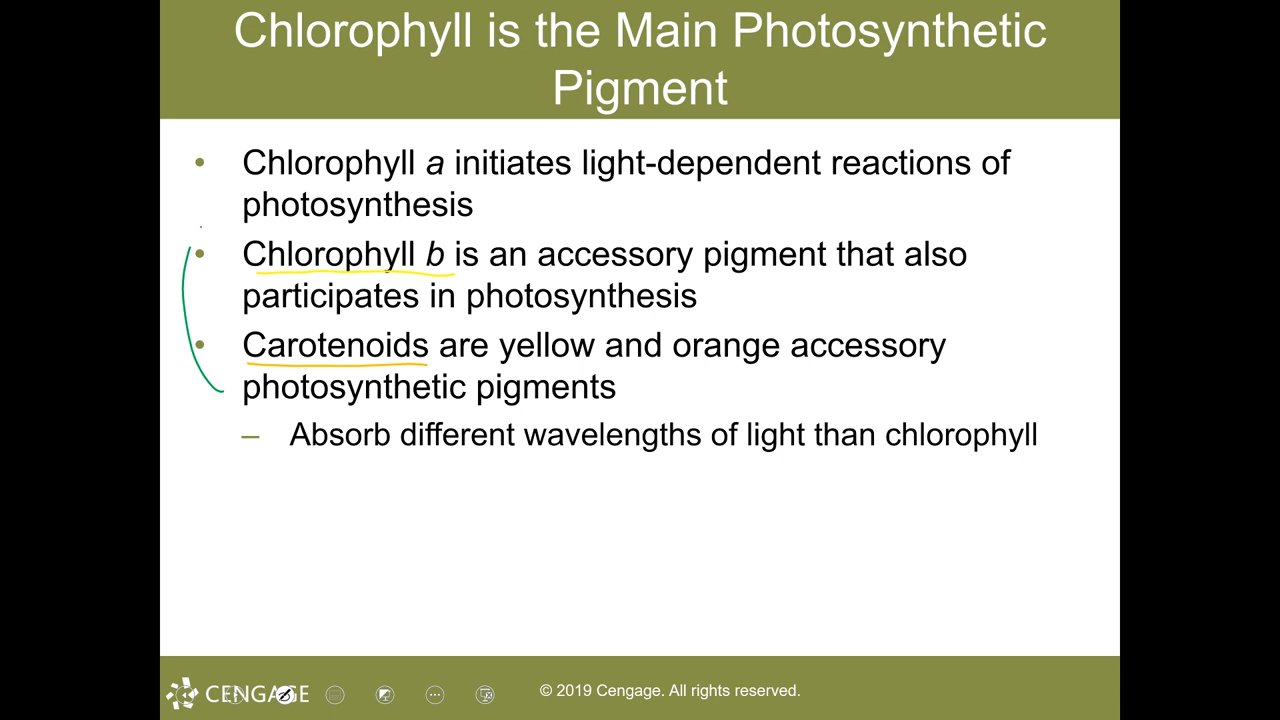 Chlorophyll is the Main Photosynthetic
Pigment
• Chlorophyll a initiates light-dependent reactions of
photosynthesis
• Chlorophyll b is an accessory pigment that also
participates in photosynthesis
• Carotenoids are yellow and orange accessory
photosynthetic pigments
– Absorb different wavelengths of light than chlorophyll
CENGAGE
© 2019 Cengage. All rights reserved.